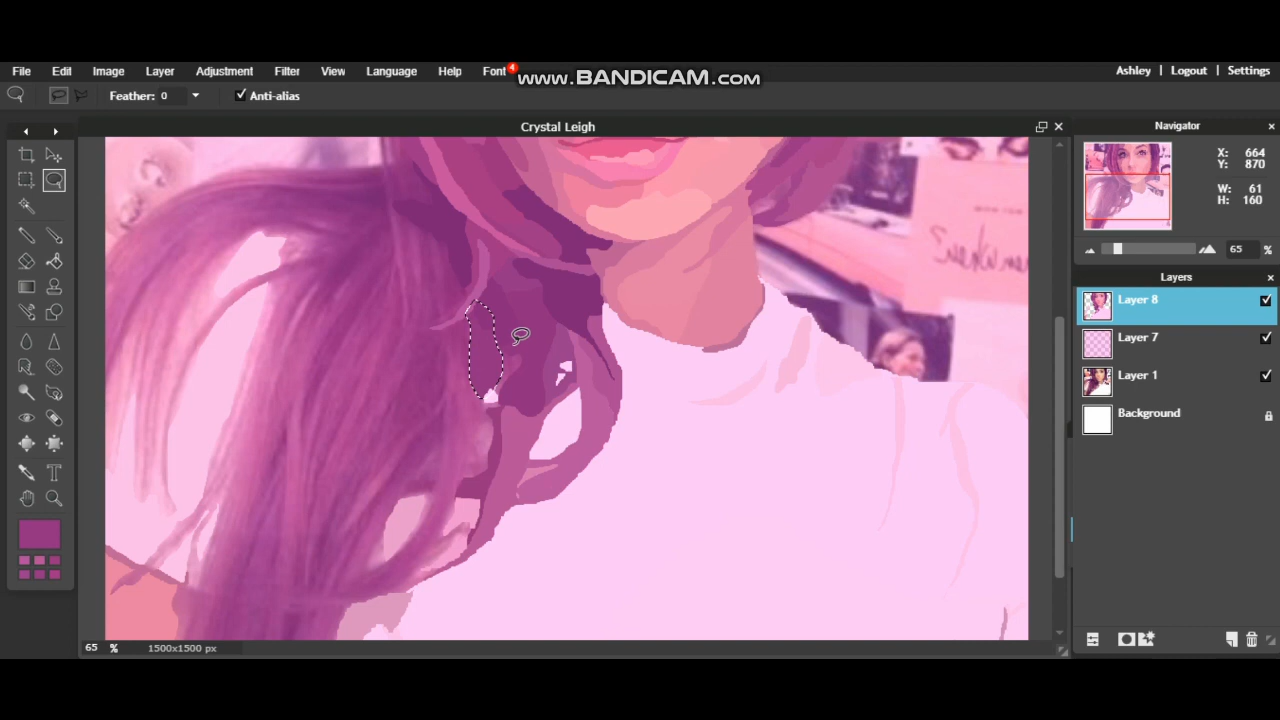 File Edit Image Layer Adjustment Filter View Language Help Font 4 www.BANDICAM.com Ashley | Logout | Settings
Feather: 0 Anti-alias
Crystal Leigh
Navigator
X: 664
Y: 870
W: 61
H: 160
65 %
Layers
Layer 8
Layer 7
Layer 1
Background
65 % 1500x1500 px